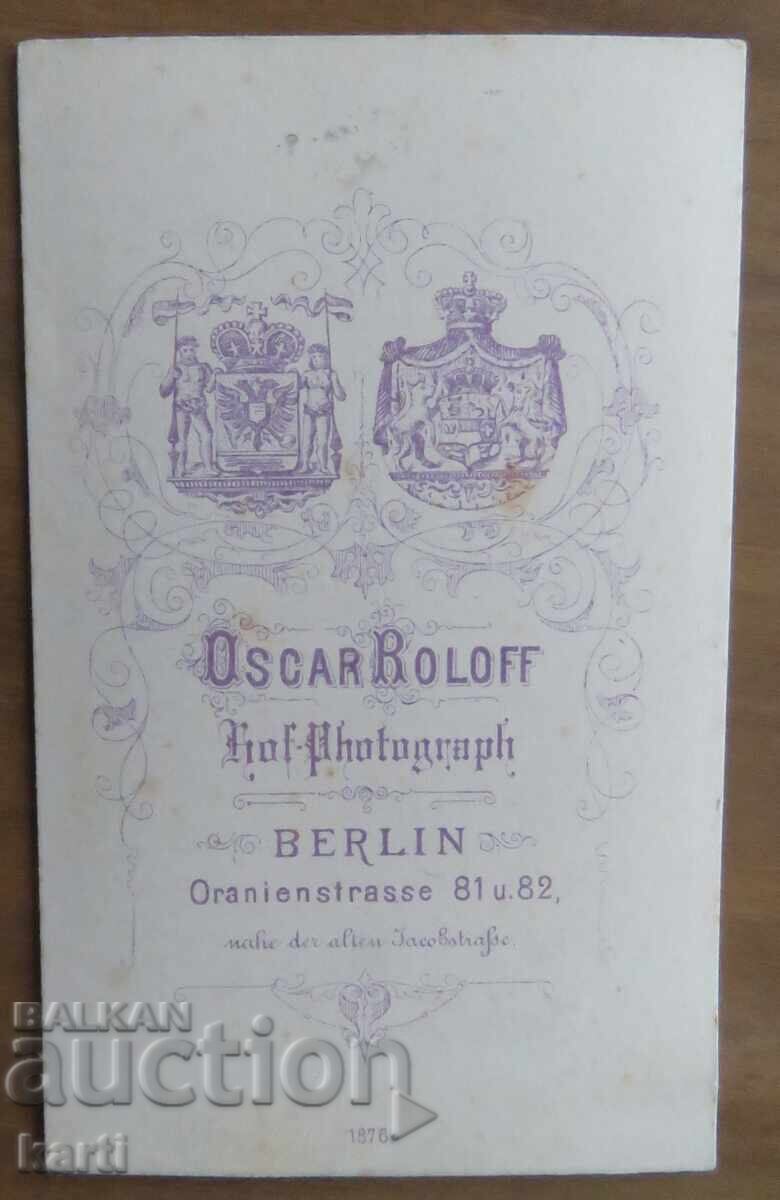 OSCAR ROLOFF
Hof-Photograph
BERLIN
Oranienstrasse 81 u. 82,
nahe der alten Jacobstraſse.
1876
BALKAN
auction
karti